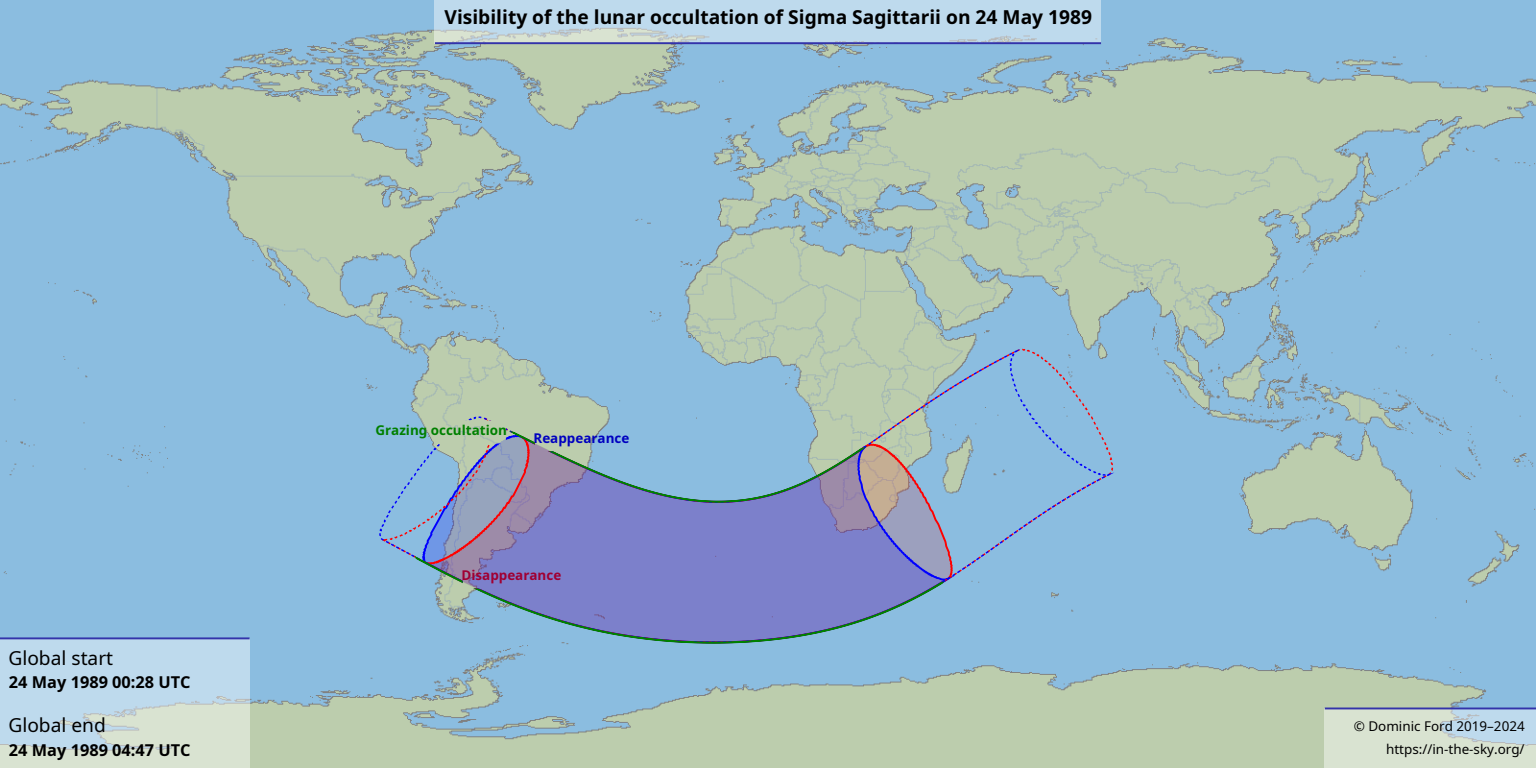 Visibility of the lunar occultation of Sigma Sagittarii on 24 May 1989
Grazing occultation
Reappearance
Disappearance
Global start
24 May 1989 00:28 UTC
Global end
24 May 1989 04:47 UTC
© Dominic Ford 2019–2024
https://in-the-sky.org/